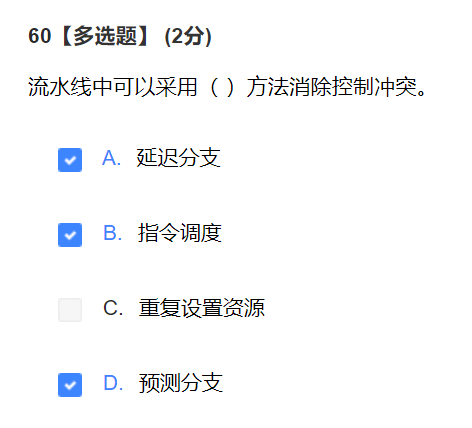 60【多选题】 (2分)
流水线中可以采用（ ）方法消除控制冲突。
A. 延迟分支
B. 指令调度
C. 重复设置资源
D. 预测分支